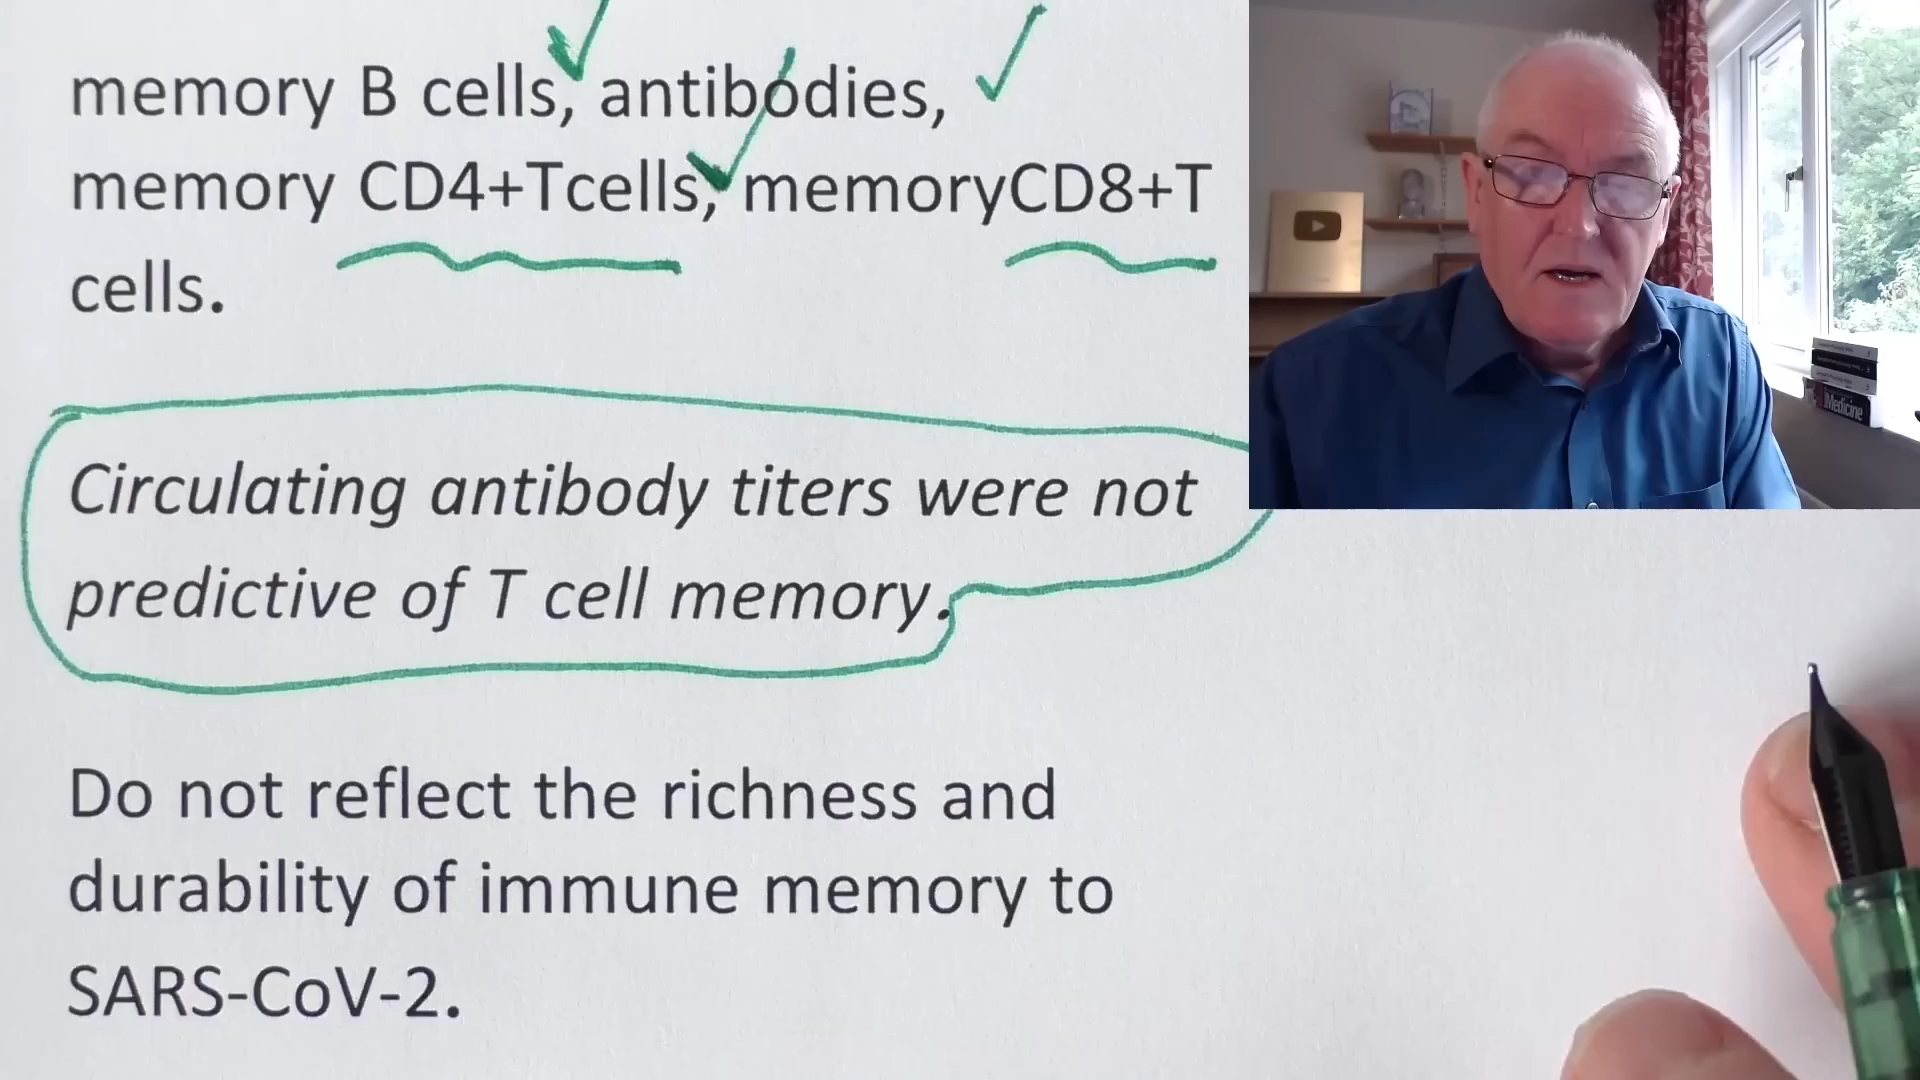 memory B cells, antibodies,
memory CD4+Tcells, memoryCD8+T
cells.
Circulating antibody titers were not
predictive of T cell memory.
Do not reflect the richness and
durability of immune memory to
SARS-CoV-2.
Medicine